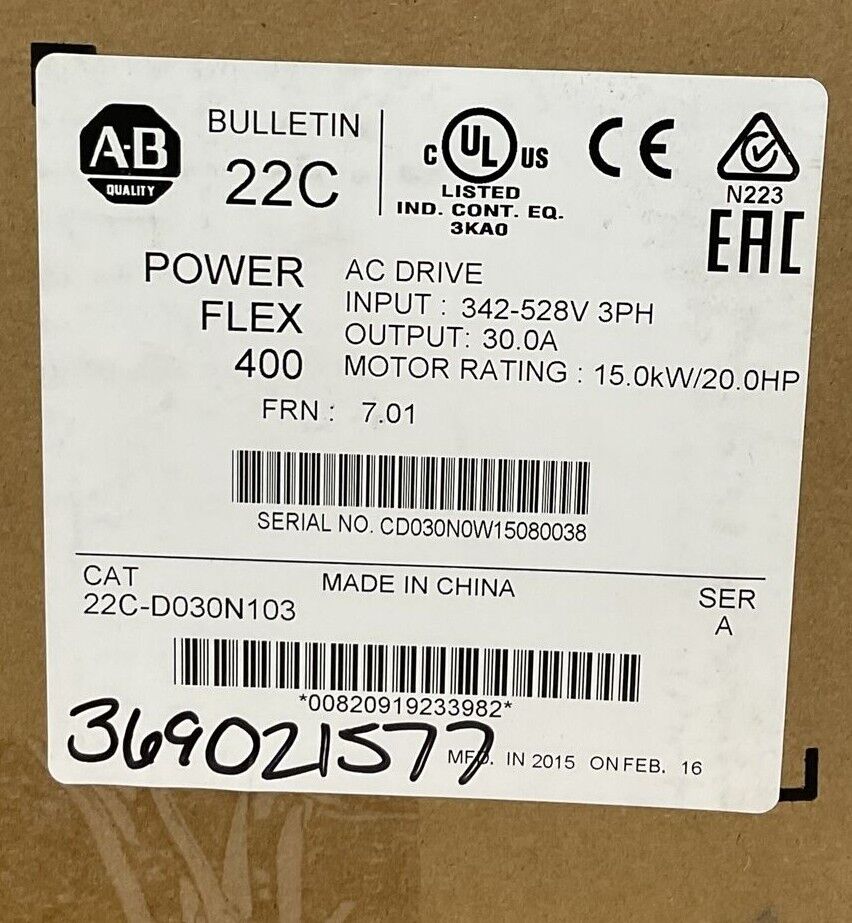 A-B
QUALITY
BULLETIN
22C
C UL US
LISTED
IND. CONT. EQ.
3KA0
CE
N223
EAC
POWER
FLEX
400
AC DRIVE
INPUT : 342-528V 3PH
OUTPUT: 30.0A
MOTOR RATING : 15.0kW/20.0HP
FRN : 7.01
SERIAL NO. CD030N0W15080038
CAT
22C-D030N103
MADE IN CHINA
SER
A
*00820919233982*
369021577
MFD. IN 2015 ON FEB. 16